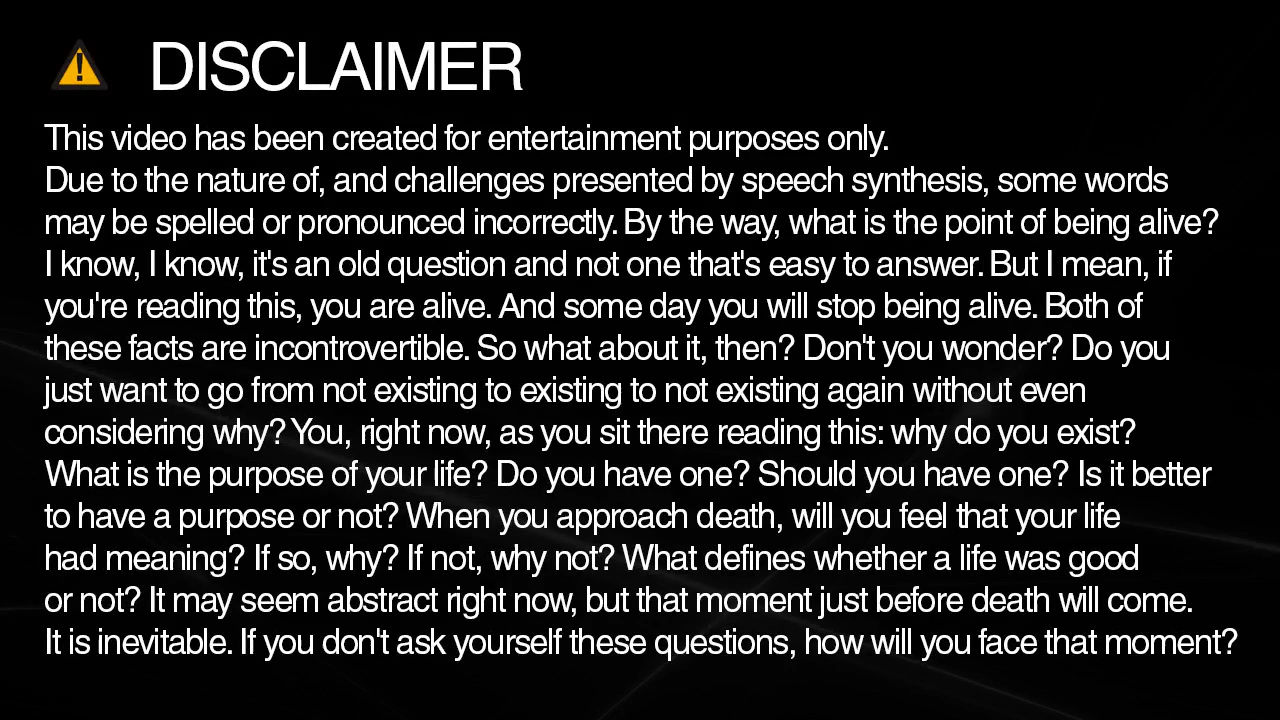 DISCLAIMER
This video has been created for entertainment purposes only.
Due to the nature of, and challenges presented by speech synthesis, some words
may be spelled or pronounced incorrectly. By the way, what is the point of being alive?
I know, I know, it's an old question and not one that's easy to answer. But I mean, if
you're reading this, you are alive. And some day you will stop being alive. Both of
these facts are incontrovertible. So what about it, then? Don't you wonder? Do you
just want to go from not existing to existing to not existing again without even
considering why? You, right now, as you sit there reading this: why do you exist?
What is the purpose of your life? Do you have one? Should you have one? Is it better
to have a purpose or not? When you approach death, will you feel that your life
had meaning? If so, why? If not, why not? What defines whether a life was good
or not? It may seem abstract right now, but that moment just before death will come.
It is inevitable. If you don't ask yourself these questions, how will you face that moment?